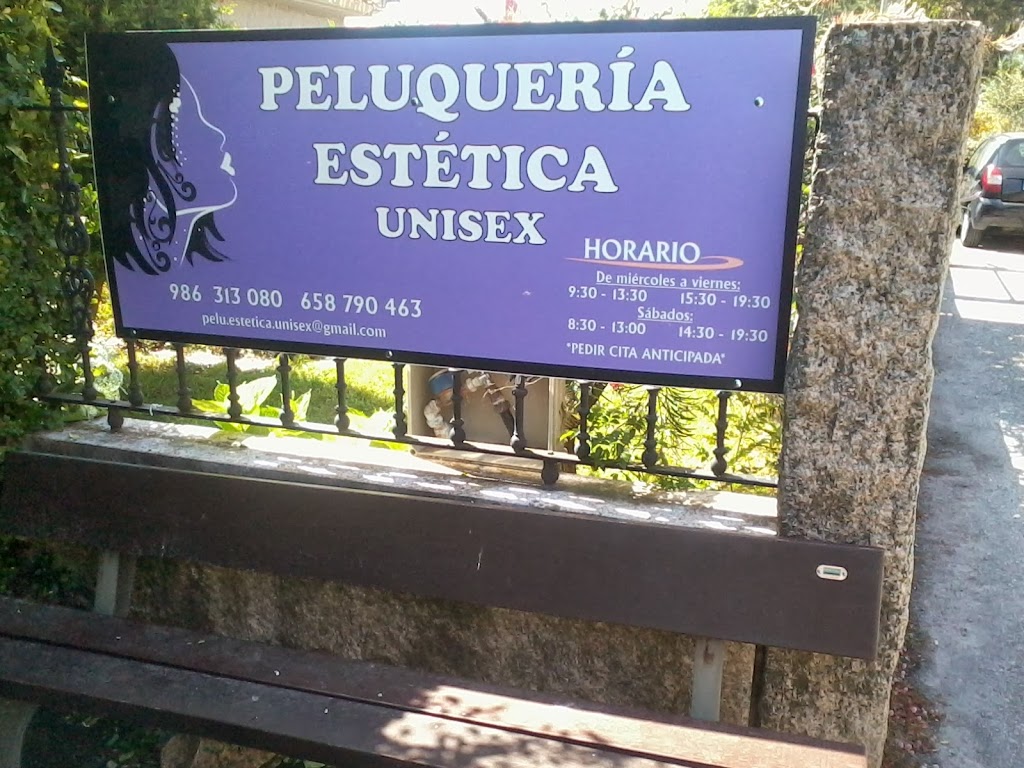 PELUQUERÍA
ESTÉTICA
UNISEX
986 313 080 658 790 463
pelu.estetica.unisex@gmail.com
HORARIO
De miércoles a viernes:
9:30 - 13:30 15:30 - 19:30
Sábados:
8:30 - 13:00 14:30 - 19:30
*PEDIR CITA ANTICIPADA*